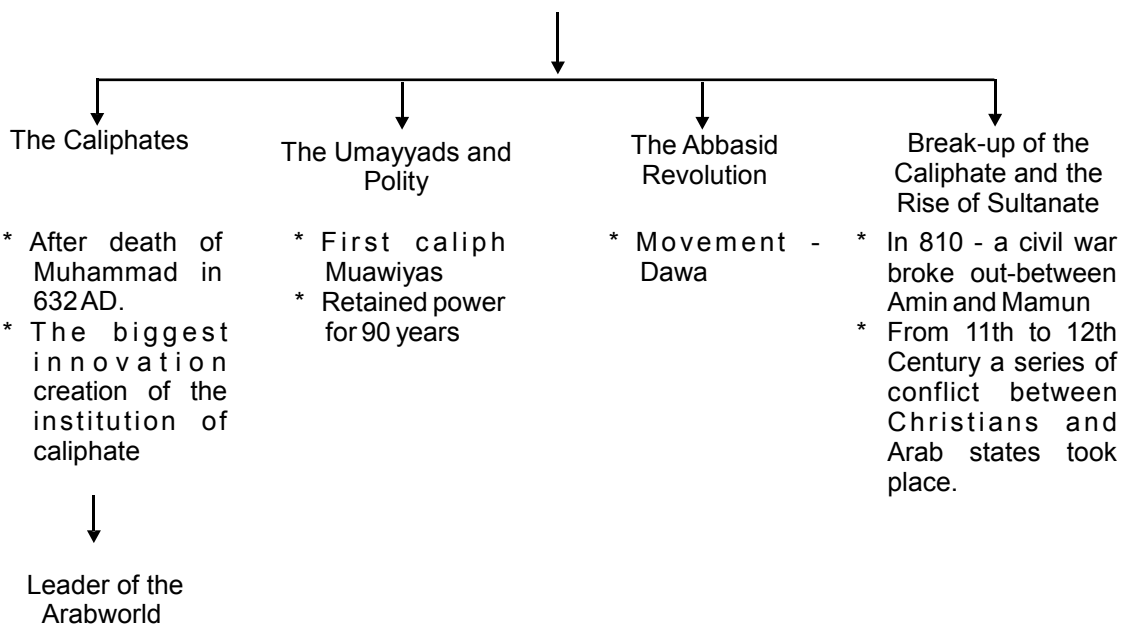 The Caliphates
* After death of
Muhammad in
632 AD.
* The biggest
innovation
creation of the
institution of
caliphate
Leader of the
Arabworld
The Umayyads and
Polity
* First caliph
Muawiyas
* Retained power
for 90 years
The Abbasid
Revolution
* Movement -
Dawa
Break-up of the
Caliphate and the
Rise of Sultanate
* In 810 - a civil war
broke out-between
Amin and Mamun
* From 11th to 12th
Century a series of
conflict between
Christians and
Arab states took
place.